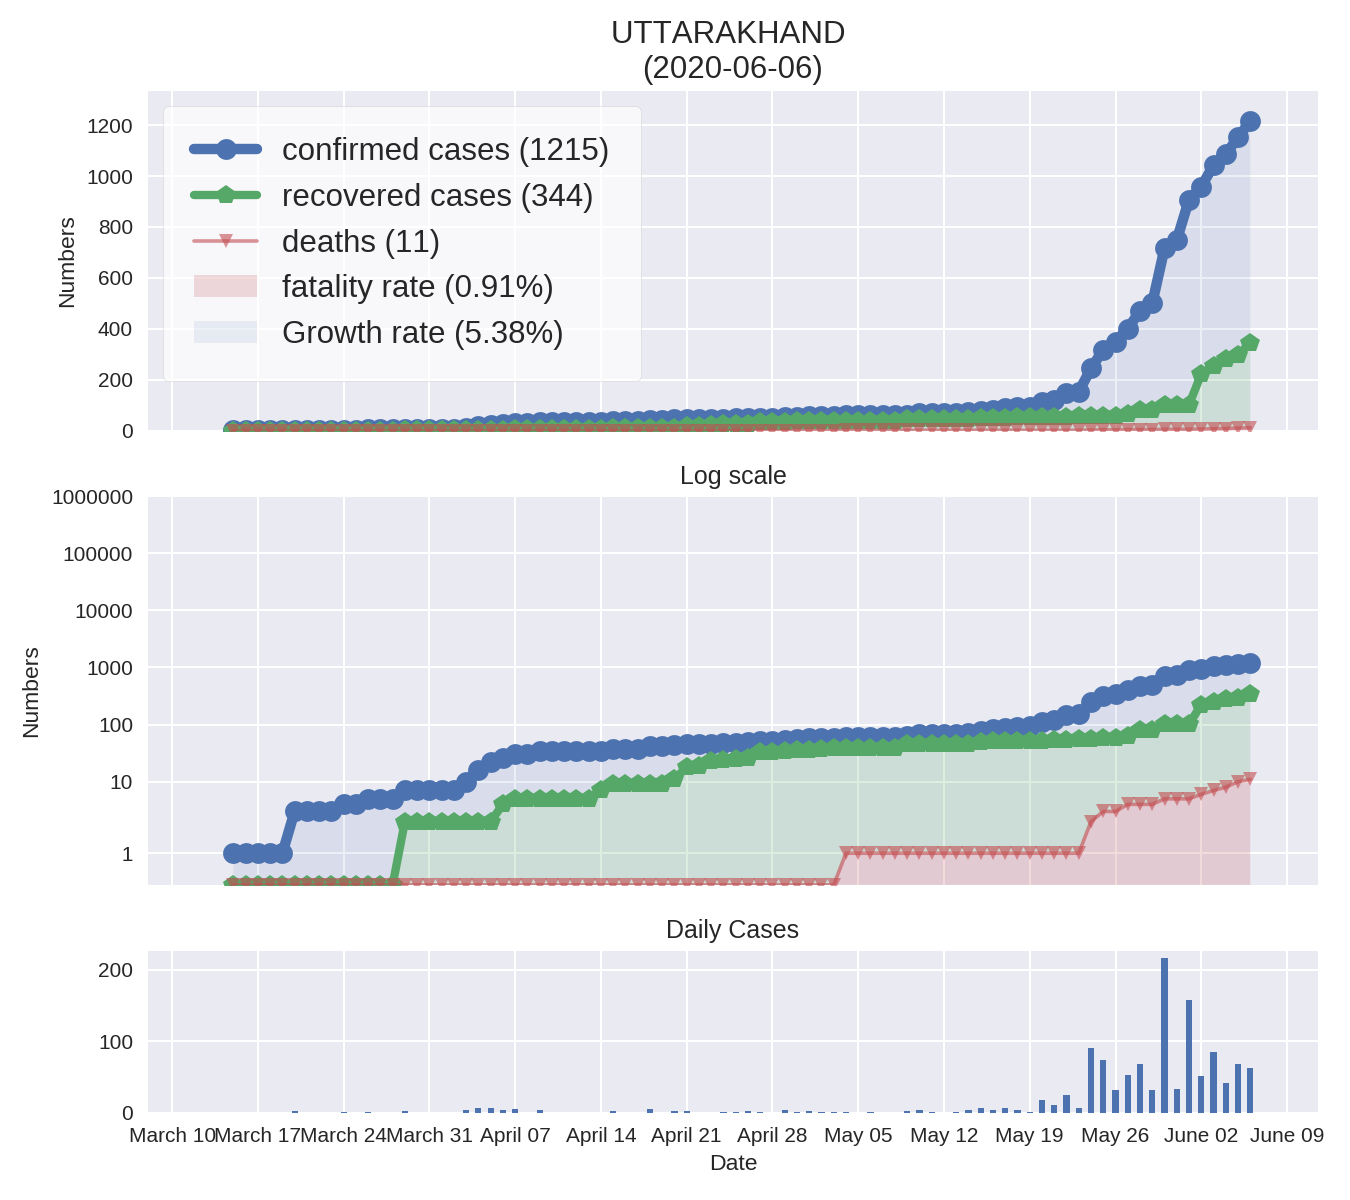 UTTARAKHAND
(2020-06-06)
1200
1000
800
600
400
200
0
Numbers
confirmed cases (1215)
recovered cases (344)
deaths (11)
fatality rate (0.91%)
Growth rate (5.38%)
Log scale
1000000
100000
10000
1000
100
10
1
Numbers
Daily Cases
200
100
0
March 10 March 17 March 24 March 31 April 07 April 14 April 21 April 28 May 05 May 12 May 19 May 26 June 02 June 09
Date